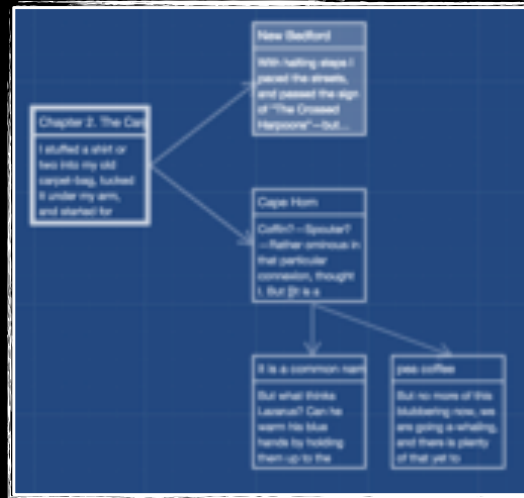 New Bedford
With halting steps I
paced the streets,
and passed the sign
of "The Crossed
Harpoons"—but...
Chapter 2. The Carp
I stuffed a shirt or
two into my old
carpet-bag, tucked
it under my arm,
and started for
Cape Horn
Coffin?—Spouter?
—Rather ominous in
that particular
connexion, thought
I. But It is a
It is a common nam
But what thinks
Lazarus? Can he
warm his blue
hands by holding
them up to the
pea coffee
But no more of this
blubbering now, we
are going a whaling,
and there is plenty
of that yet to